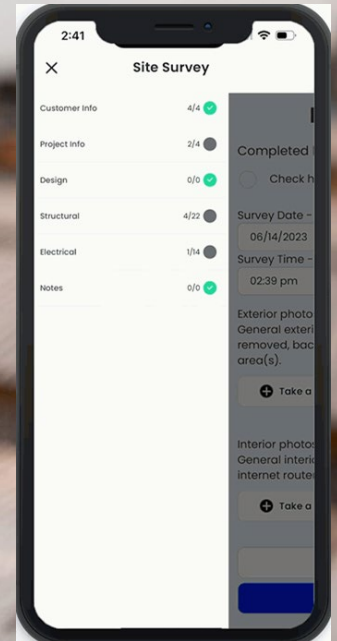 2:41
Site Survey
Customer Info 4/4
Project Info 2/4
Design 0/0
Structural 4/22
Electrical 1/14
Notes 0/0
Completed
Check h
Survey Date -
06/14/2023
Survey Time -
02:39 pm
Exterior photo
General exteri
removed, bac
area(s).
Take a
Interior photos
General interio
internet router
Take a